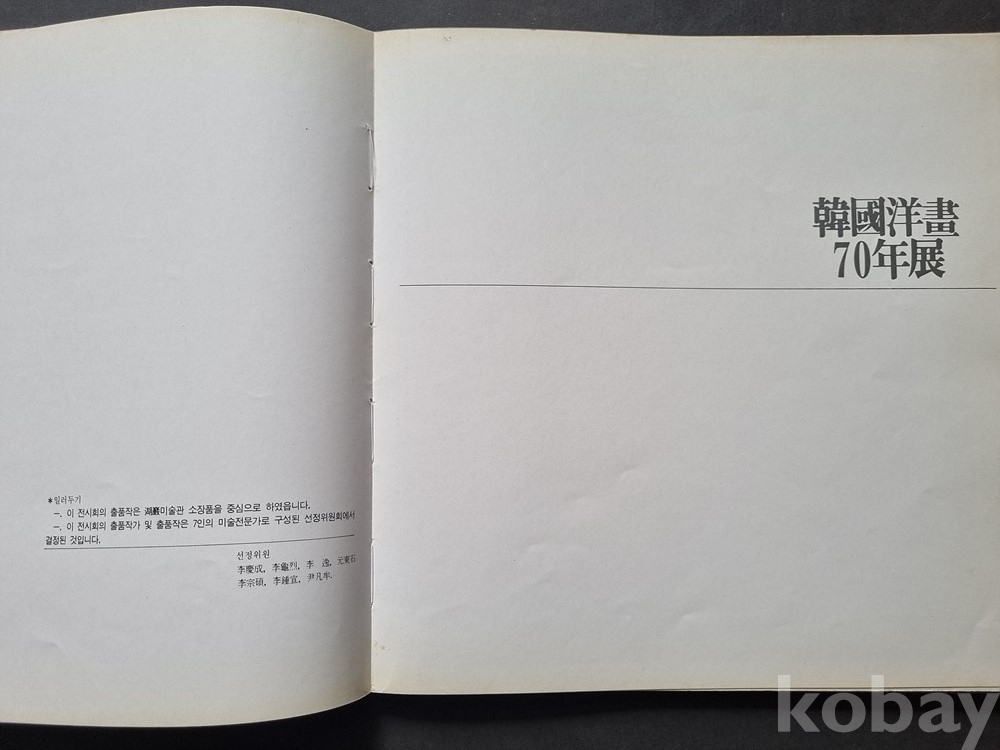 *일러두기
一. 이 전시회의 출품작은 湖巖미술관 소장품을 중심으로 하였읍니다.
一. 이 전시회의 출품작가 및 출품작은 7인의 미술전문가로 구성된 선정위원회에서
결정된 것입니다.
선정위원
李慶成, 李龜烈, 李 逸, 元東石
李宗碩, 李鍾宜, 尹凡牟.
韓國洋畫
70年展
kobay